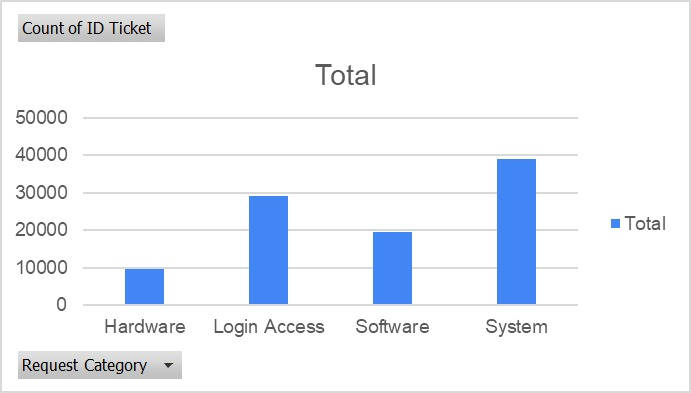 Count of ID Ticket
Total
50000
40000
30000
20000
10000
0
Hardware Login Access Software System
Total
Request Category